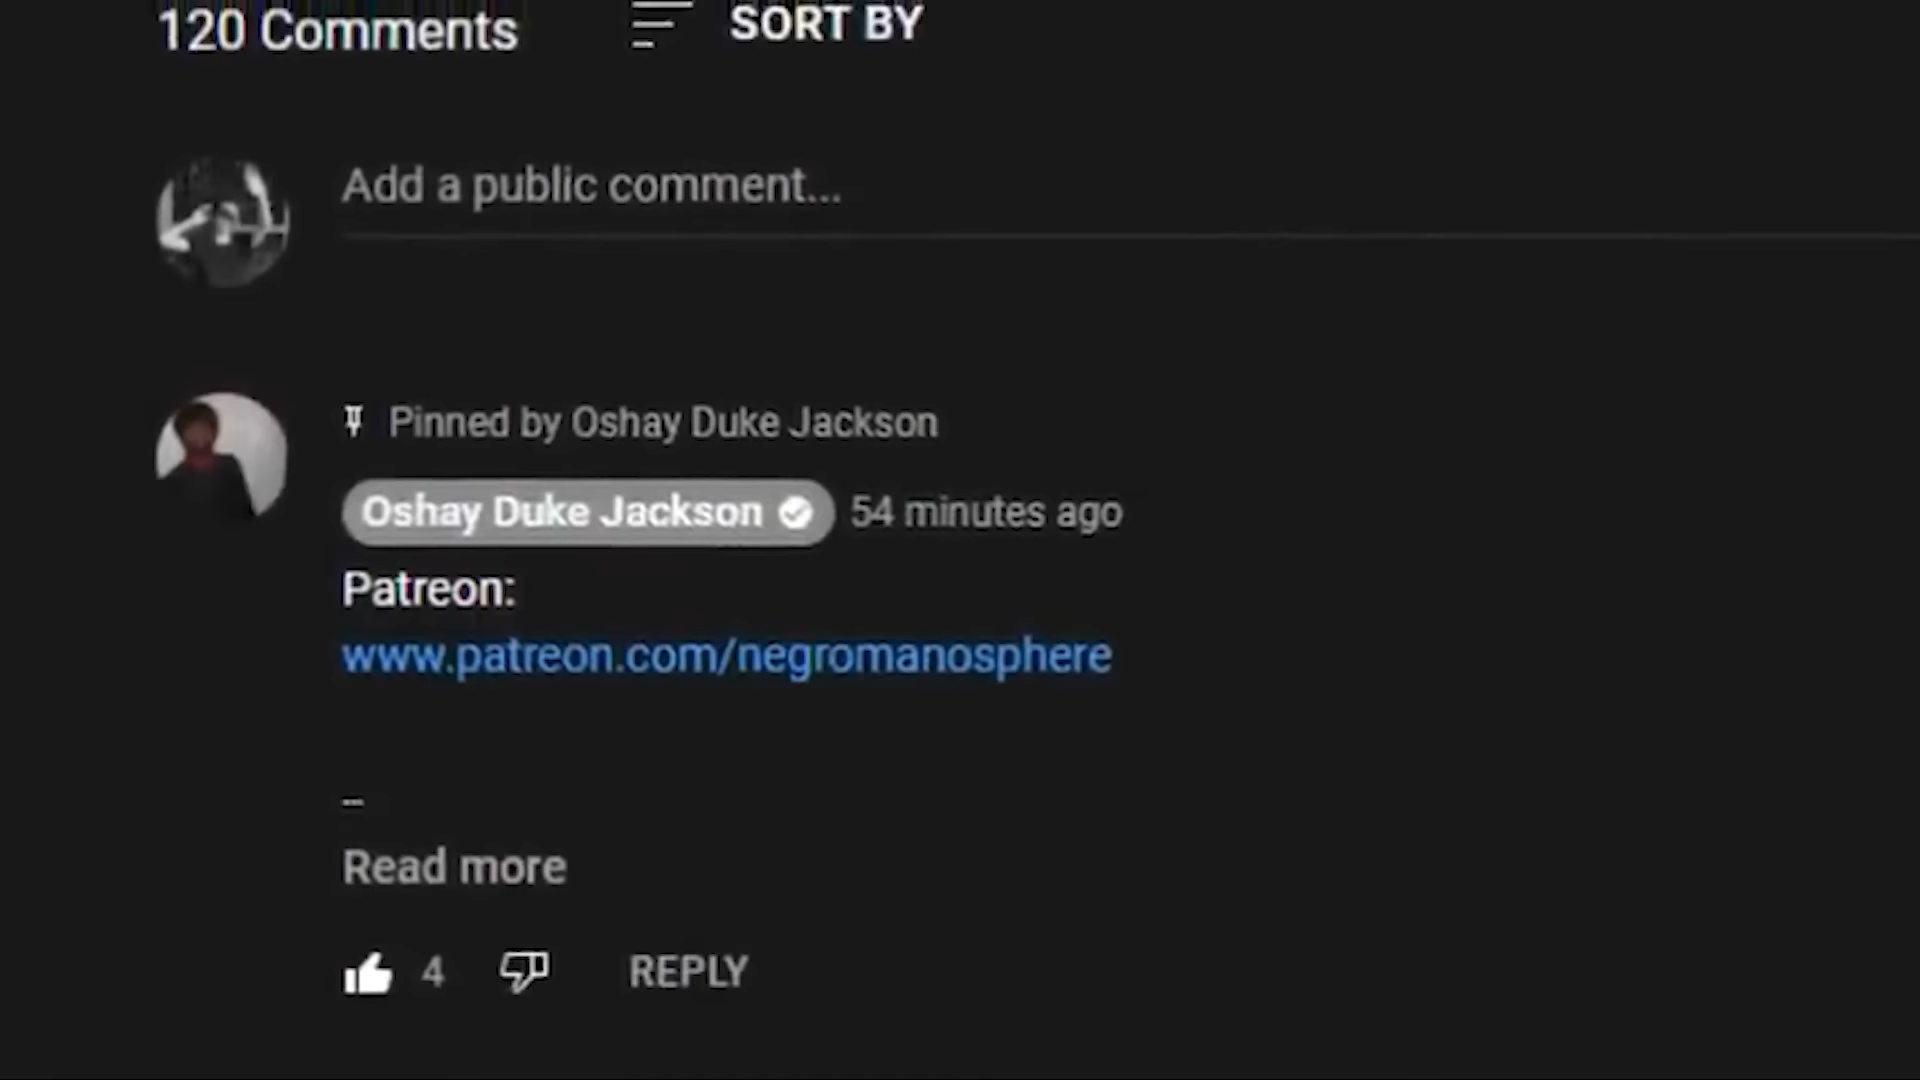 120 Comments
SORT BY
Add a public comment...
Pinned by Oshay Duke Jackson
Oshay Duke Jackson
54 minutes ago
Patreon:
www.patreon.com/negromanosphere
--
Read more
4
REPLY